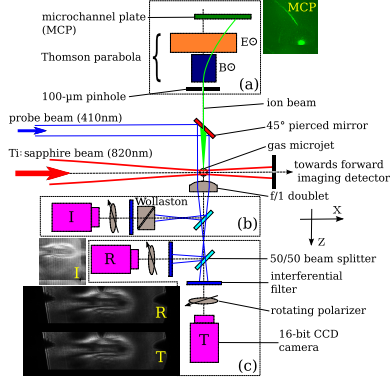 MCP
microchannel plate
(MCP)
E⊙
Thomson parabola
B⊙
(a)
100-μm pinhole
ion beam
probe beam (410nm)
45° pierced mirror
gas microjet
Ti:sapphire beam (820nm)
towards forward
imaging detector
f/1 doublet
Wollaston
I
(b)
X
Z
I
R
50/50 beam splitter
interferential
filter
R
rotating polarizer
T
T
16-bit CCD
camera
(c)